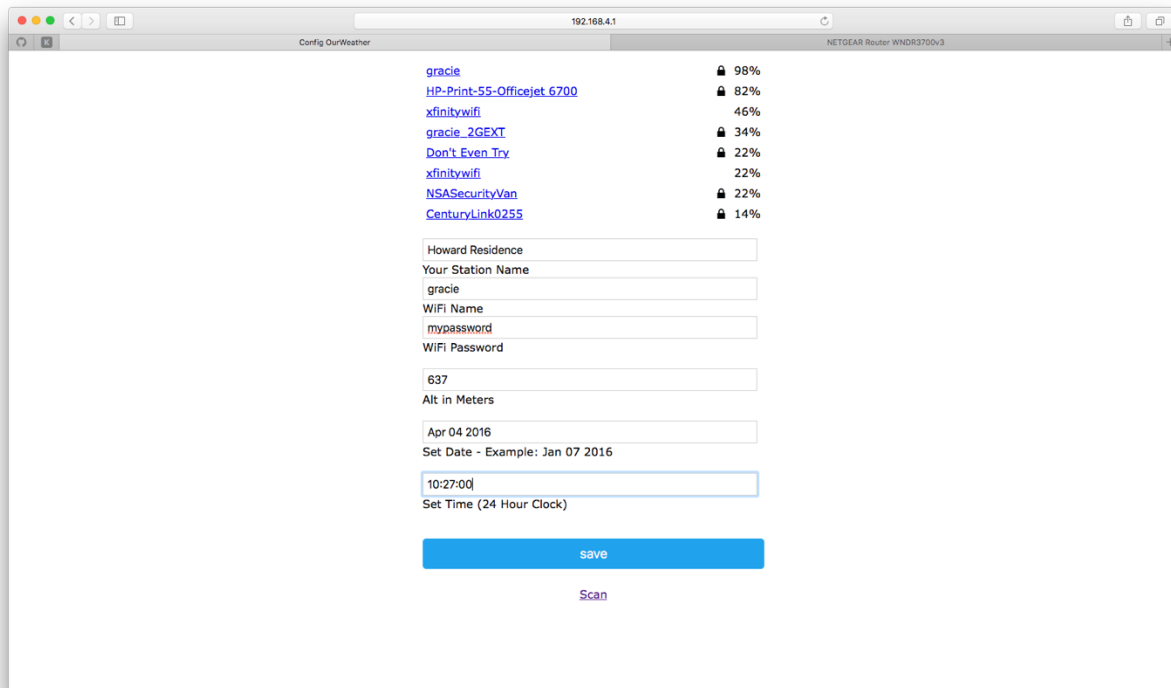 192.168.4.1
K
Config OurWeather
NETGEAR Router WNDR3700v3
gracie 98%
HP-Print-55-Officejet 6700 82%
xfinitywifi 46%
gracie_2GEXT 34%
Don't Even Try 22%
xfinitywifi 22%
NSASecurityVan 22%
CenturyLink0255 14%
Howard Residence
Your Station Name
gracie
WiFi Name
mypassword
WiFi Password
637
Alt in Meters
Apr 04 2016
Set Date - Example: Jan 07 2016
10:27:00
Set Time (24 Hour Clock)
save
Scan